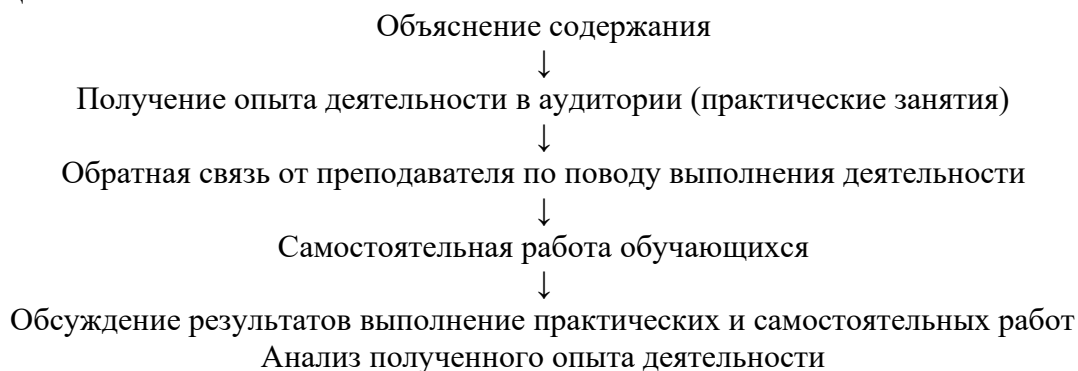 Объяснение содержания
↓
Получение опыта деятельности в аудитории (практические занятия)
↓
Обратная связь от преподавателя по поводу выполнения деятельности
↓
Самостоятельная работа обучающихся
↓
Обсуждение результатов выполнение практических и самостоятельных работ
Анализ полученного опыта деятельности